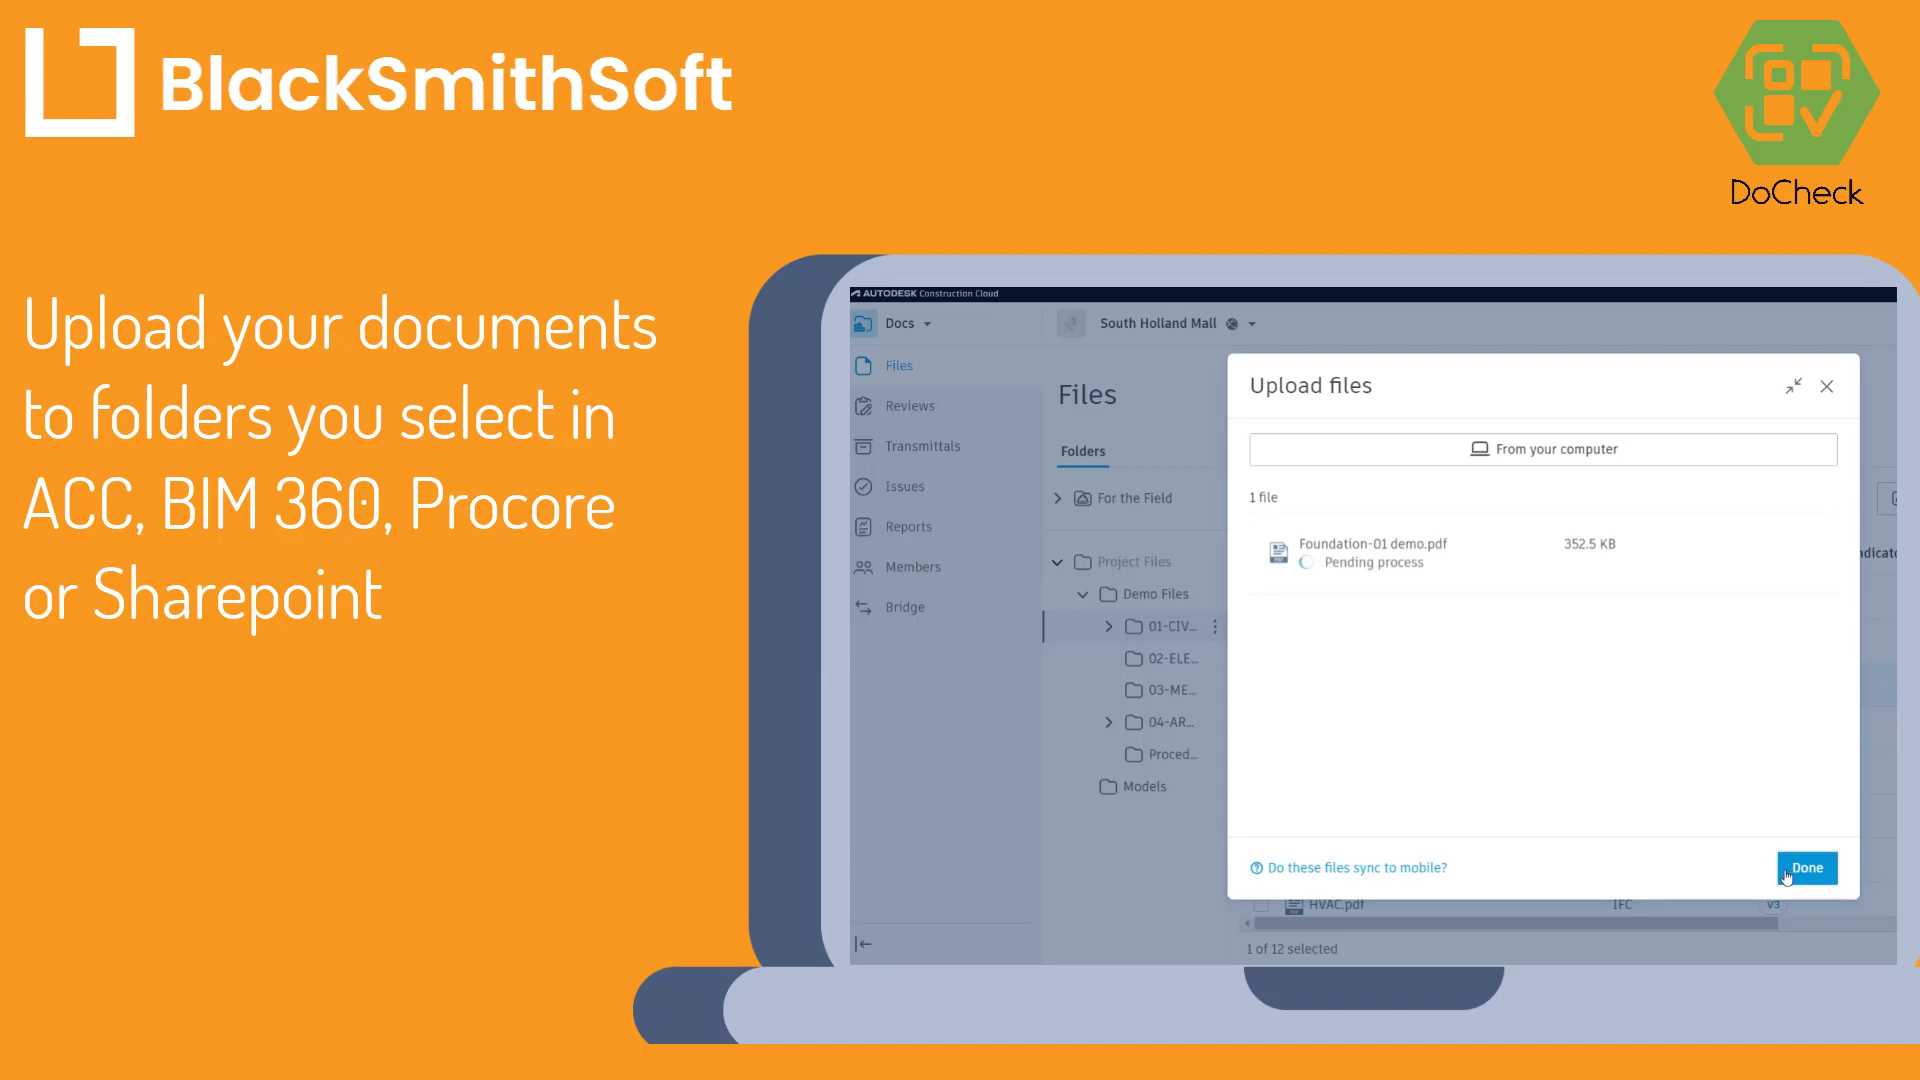 BlackSmithSoft
DoCheck
Upload your documents
to folders you select in
ACC, BIM 360, Procore
or Sharepoint
AUTODESK Construction Cloud
Docs
South Holland Mall
Files
Reviews
Transmittals
Issues
Reports
Members
Bridge
Files
Folders
For the Field
Project Files
Demo Files
01-CIV...
02-ELE...
03-ME...
04-AR...
Proced...
Models
Upload files
From your computer
1 file
Foundation-01 demo.pdf 352.5 KB
Pending process
Do these files sync to mobile?
Done
HVAC.pdf IFC V3
1 of 12 selected